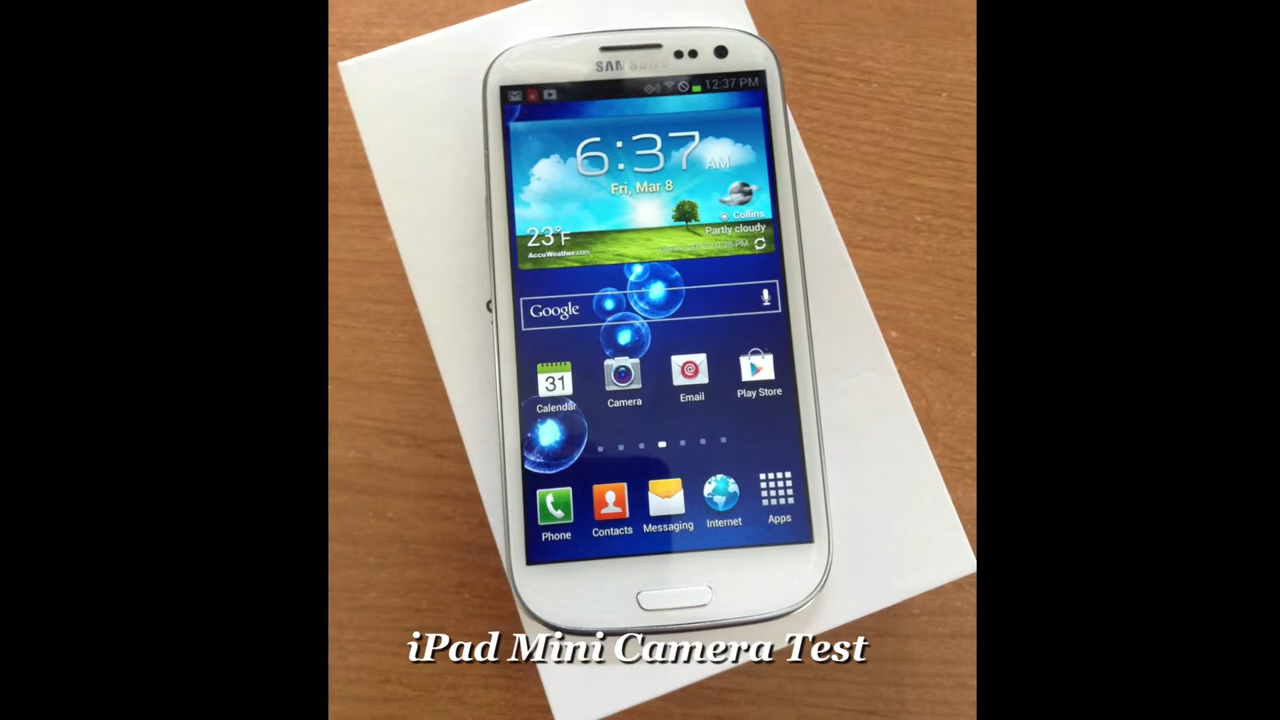 SAMSUNG
12:37 PM
6:37 AM
Fri, Mar 8
Collins
Partly cloudy
23°F
AccuWeather.com
Google
31
Calendar
Camera
@
Email
Play Store
Phone
Contacts
Messaging
Internet
Apps
iPad Mini Camera Test